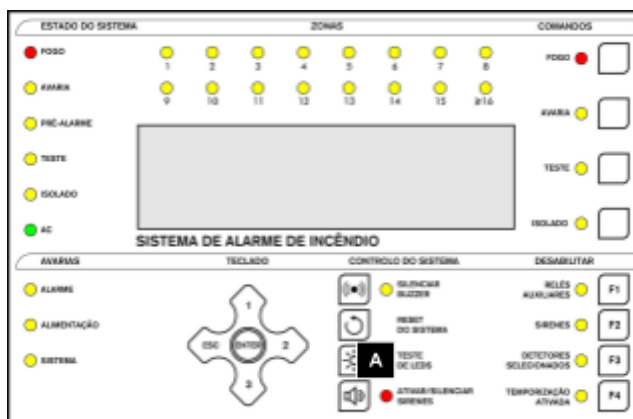 ESTADO DO SISTEMA
ZONAS
COMANDOS
FOGO
AVARIA
PRÉ-ALARME
TESTE
ISOLADO
AC
1 2 3 4 5 6 7 8
9 10 11 12 13 14 15 ≥16
FOGO
AVARIA
TESTE
ISOLADO
SISTEMA DE ALARME DE INCÊNDIO
AVARIAS
TECLADO
CONTROLO DO SISTEMA
DESABILITAR
ALARME
ALIMENTAÇÃO
SISTEMA
1
ESC ENTER 2
3
SILENCIAR
BUZZER
RESET
DO SISTEMA
A
TESTE
DE LEDS
ATIVAR/SILENCIAR
SIRENES
RELÉS
AUXILIARES
F1
SIRENES
F2
DETETORES
SELECIONADOS
F3
TEMPORIZAÇÃO
ATIVADA
F4